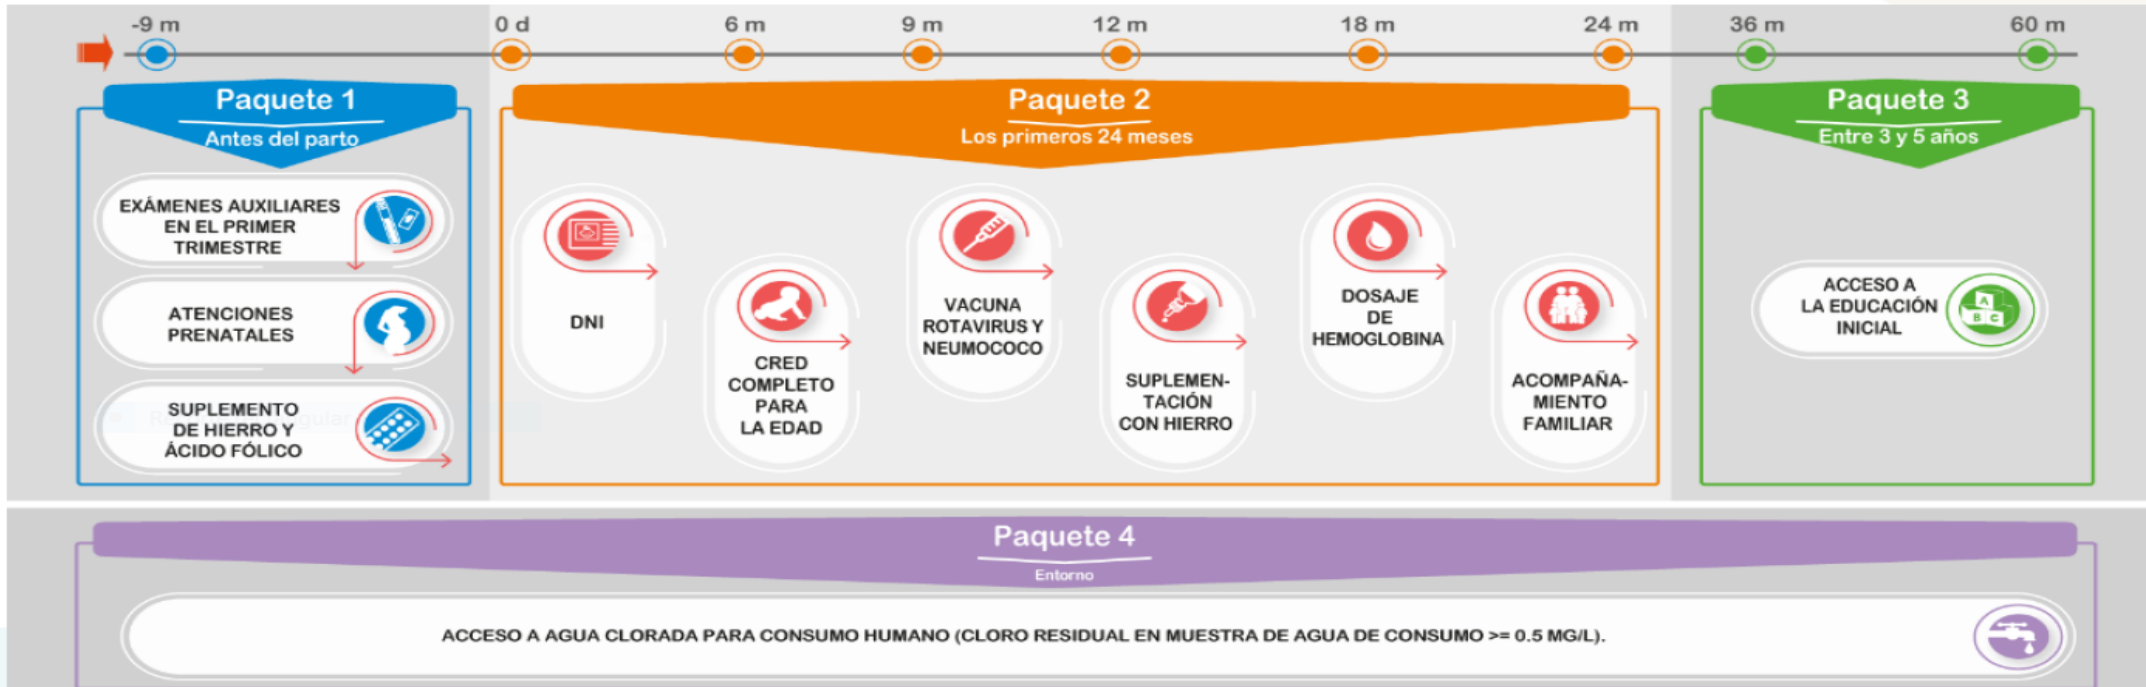 -9 m
0 d
6 m
9 m
12 m
18 m
24 m
36 m
60 m
Paquete 1
Antes del parto
EXÁMENES AUXILIARES
EN EL PRIMER
TRIMESTRE
ATENCIONES
PRENATALES
SUPLEMENTO
DE HIERRO Y
ÁCIDO FÓLICO
Paquete 2
Los primeros 24 meses
DNI
CRED
COMPLETO
PARA
LA EDAD
VACUNA
ROTAVIRUS Y
NEUMOCOCO
SUPLEMEN-
TACIÓN
CON HIERRO
DOSAJE
DE
HEMOGLOBINA
ACOMPAÑA-
MIENTO
FAMILIAR
Paquete 3
Entre 3 y 5 años
ACCESO A
LA EDUCACIÓN
INICIAL
A
B C
Paquete 4
Entorno
ACCESO A AGUA CLORADA PARA CONSUMO HUMANO (CLORO RESIDUAL EN MUESTRA DE AGUA DE CONSUMO >= 0.5 MG/L).